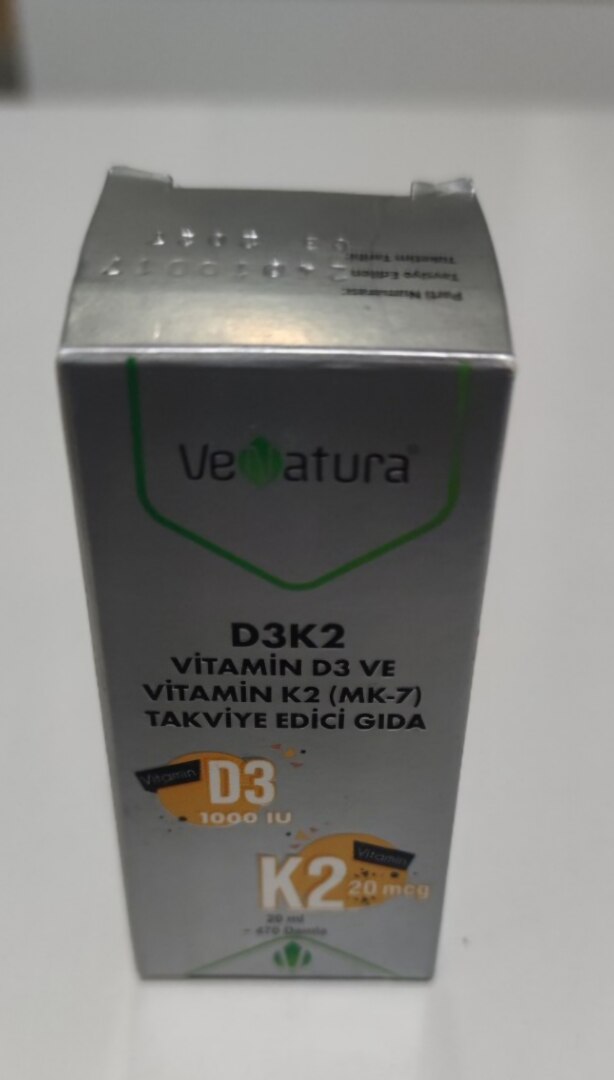 Parti Numarası:
Tavsiye Edilen
Tüketim Tarihi:
VeNatura®
D3K2
VİTAMİN D3 VE
VİTAMİN K2 (MK-7)
TAKVİYE EDİCİ GIDA
Vitamin
D3
1000 IU
Vitamin
K2 20 mcg
20 ml
≈ 470 Damla